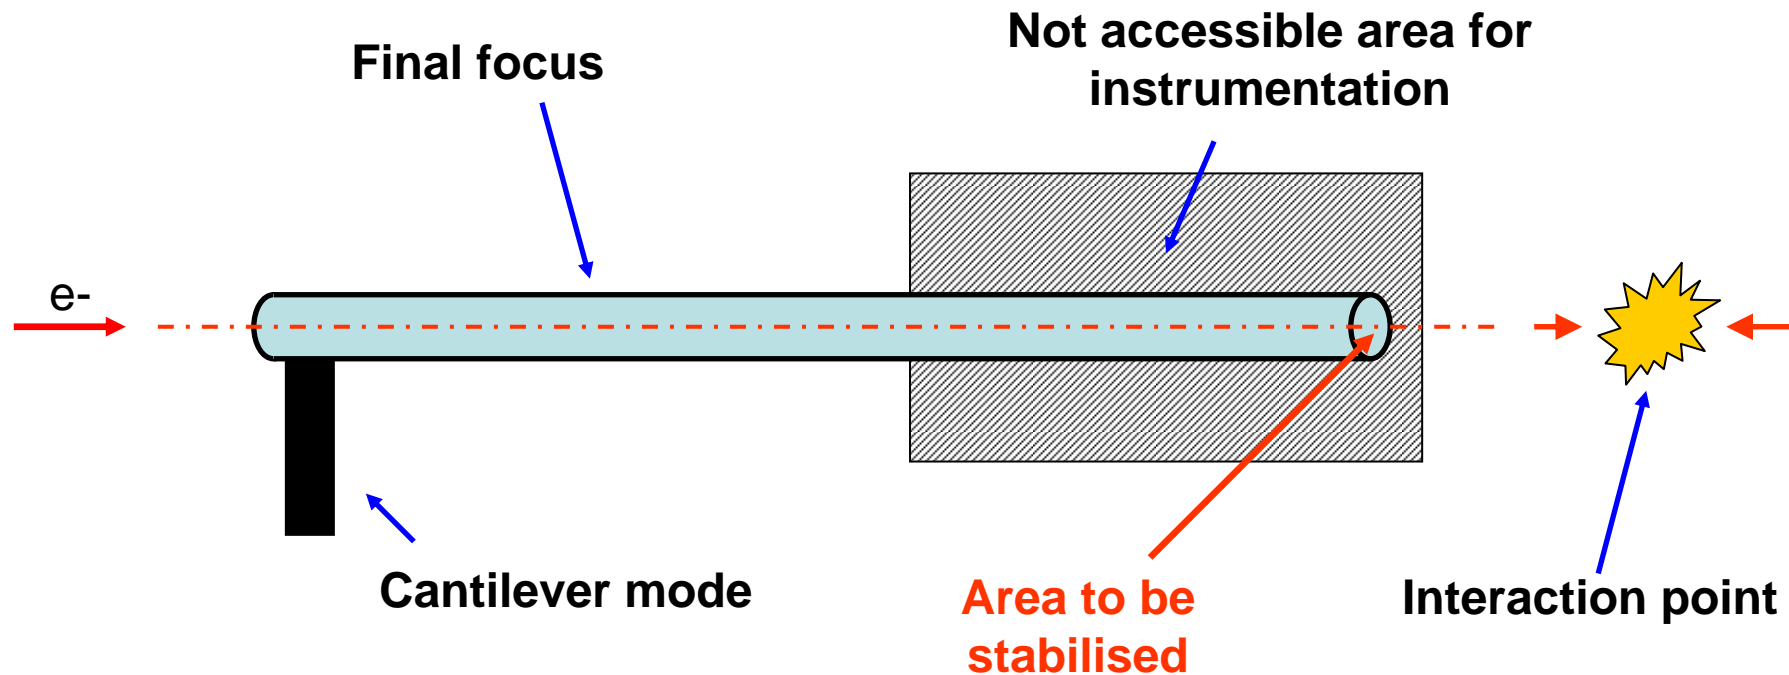 Final focus
Not accessible area for
instrumentation
e-
Cantilever mode
Area to be
stabilised
Interaction point